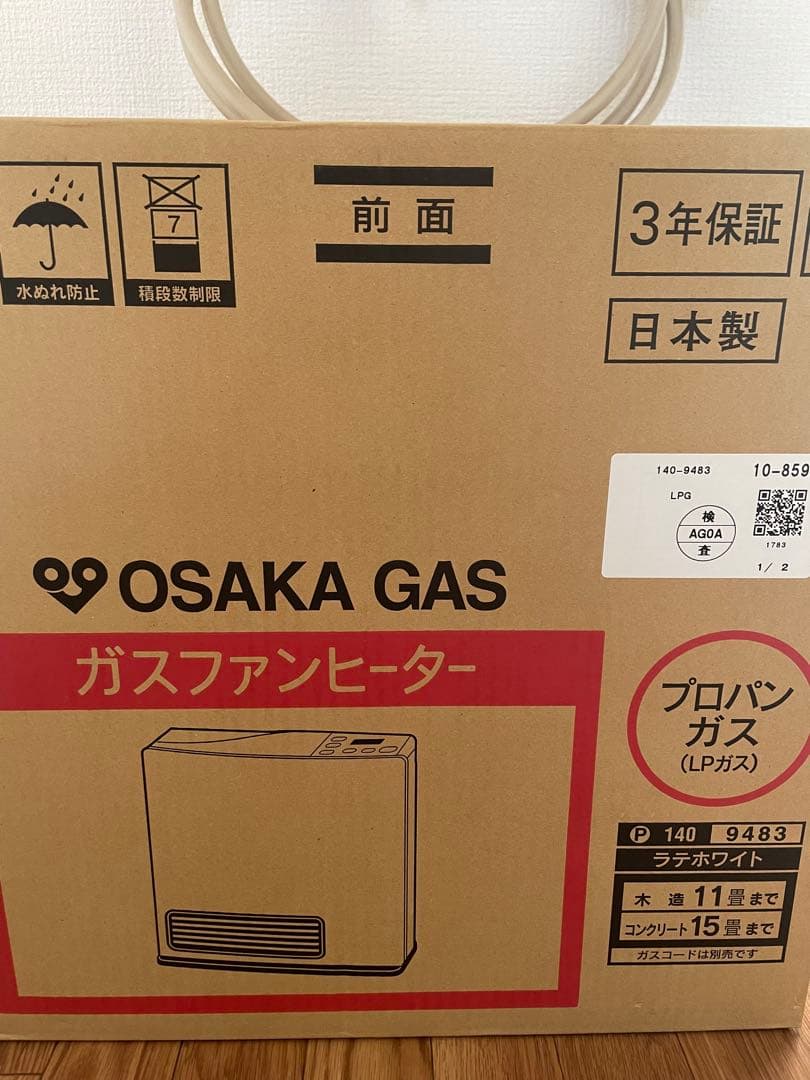 水ぬれ防止
7
積段数制限
前面
3年保証
日本製
140-9483
10-859
LPG
検
AG0A
査
1783
1/ 2
OSAKA GAS
ガスファンヒーター
プロパン
ガス
(LPガス)
P 140 9483
ラテホワイト
木造 11畳まで
コンクリート 15畳まで
ガスコードは別売です